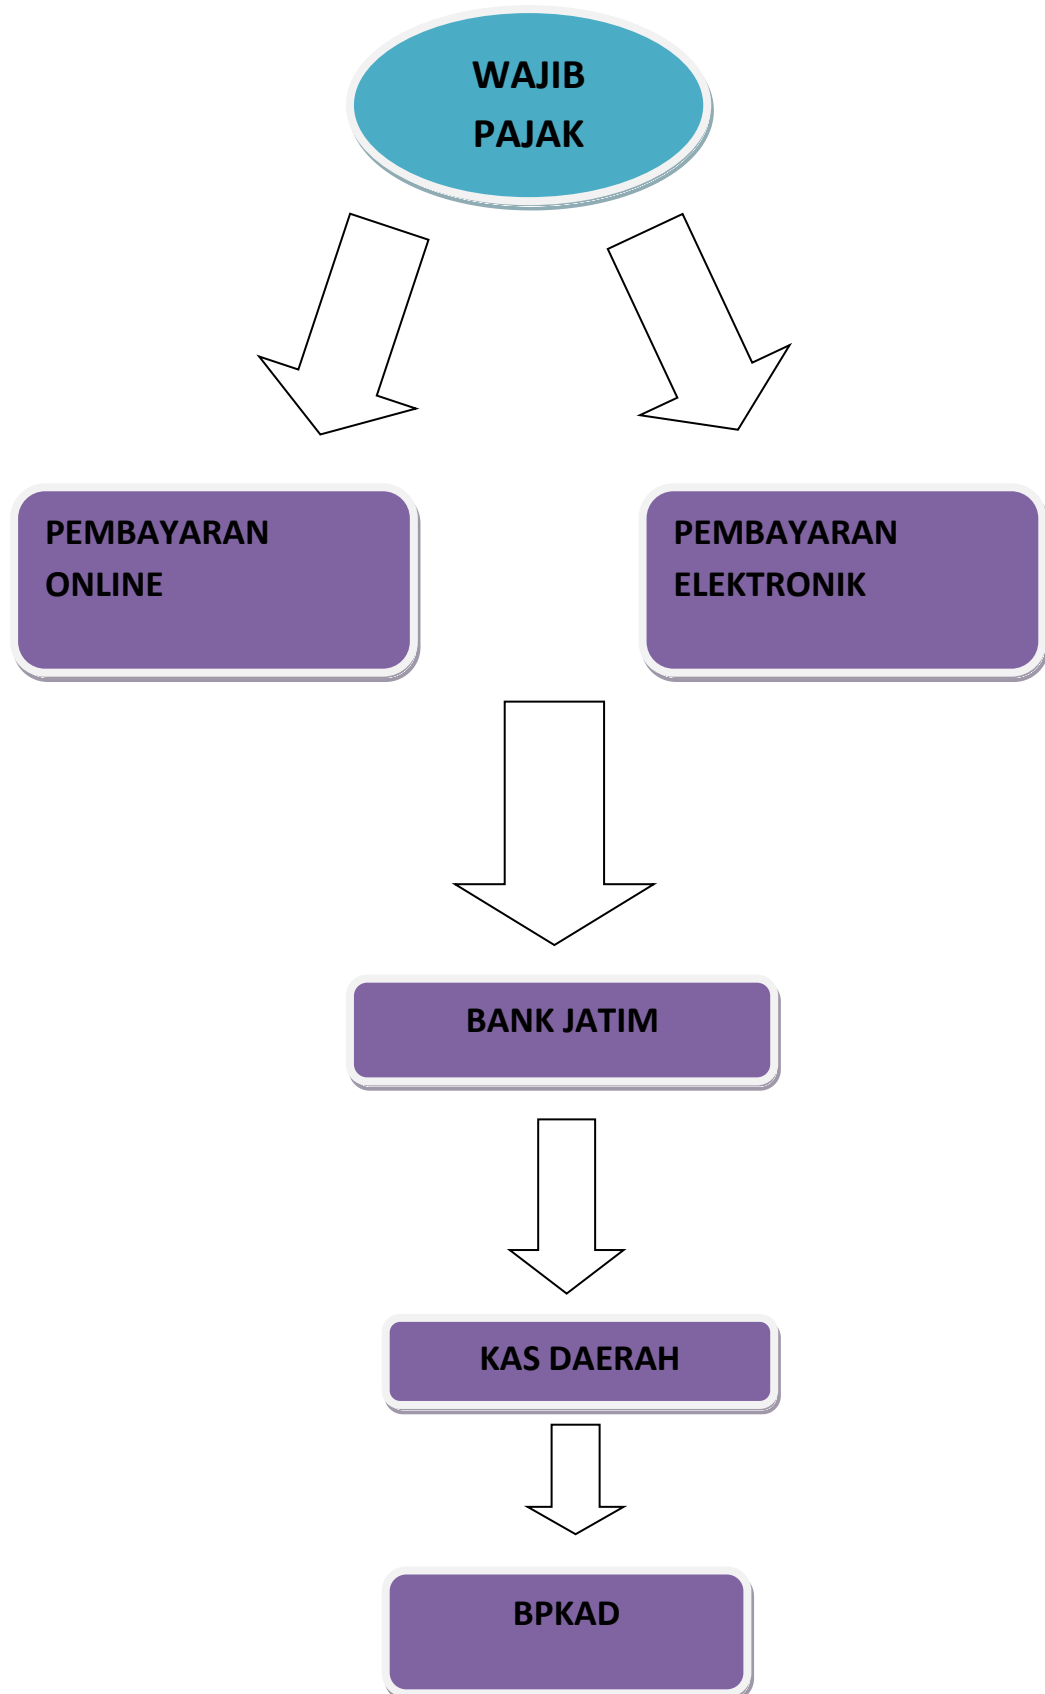 WAJIB
PAJAK
PEMBAYARAN
ONLINE
PEMBAYARAN
ELEKTRONIK
BANK JATIM
KAS DAERAH
BPKAD